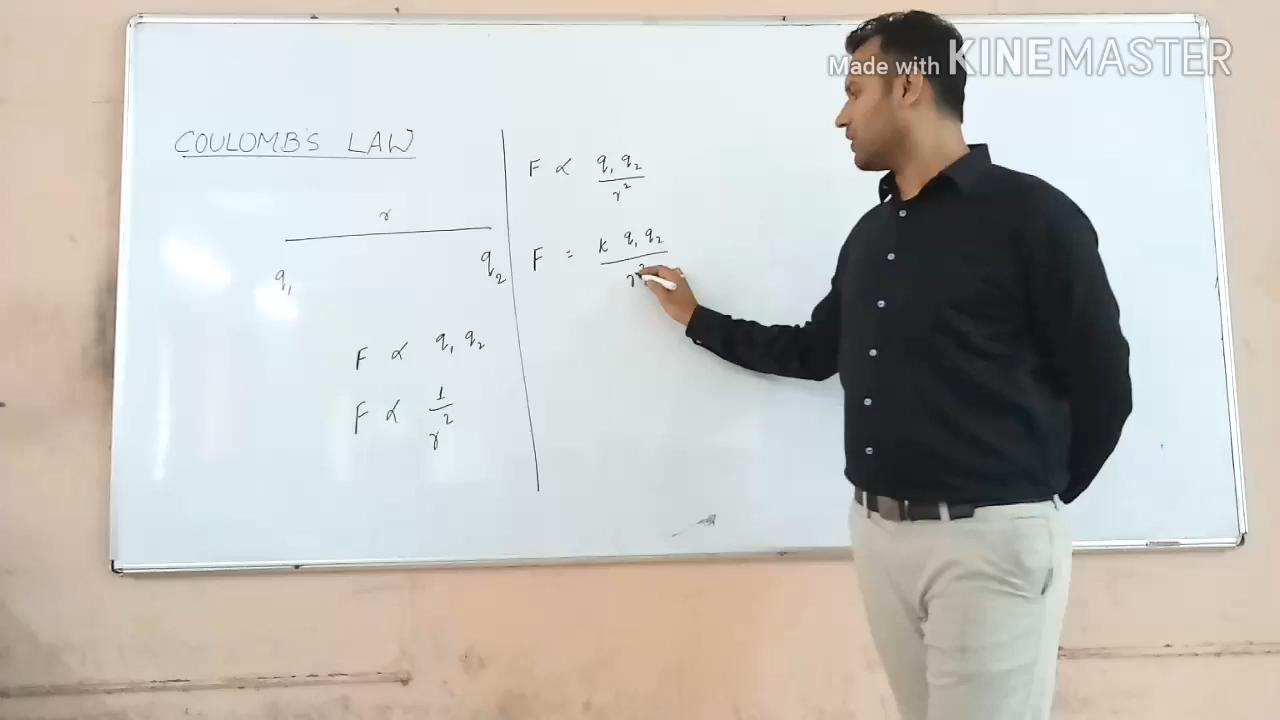 Made with KINEMASTER
COULOMB'S LAW
r
q₁ q₂
F ∝ q₁ q₂
F ∝ 1/r²
F ∝ q₁ q₂/r²
F = K q₁ q₂/r²